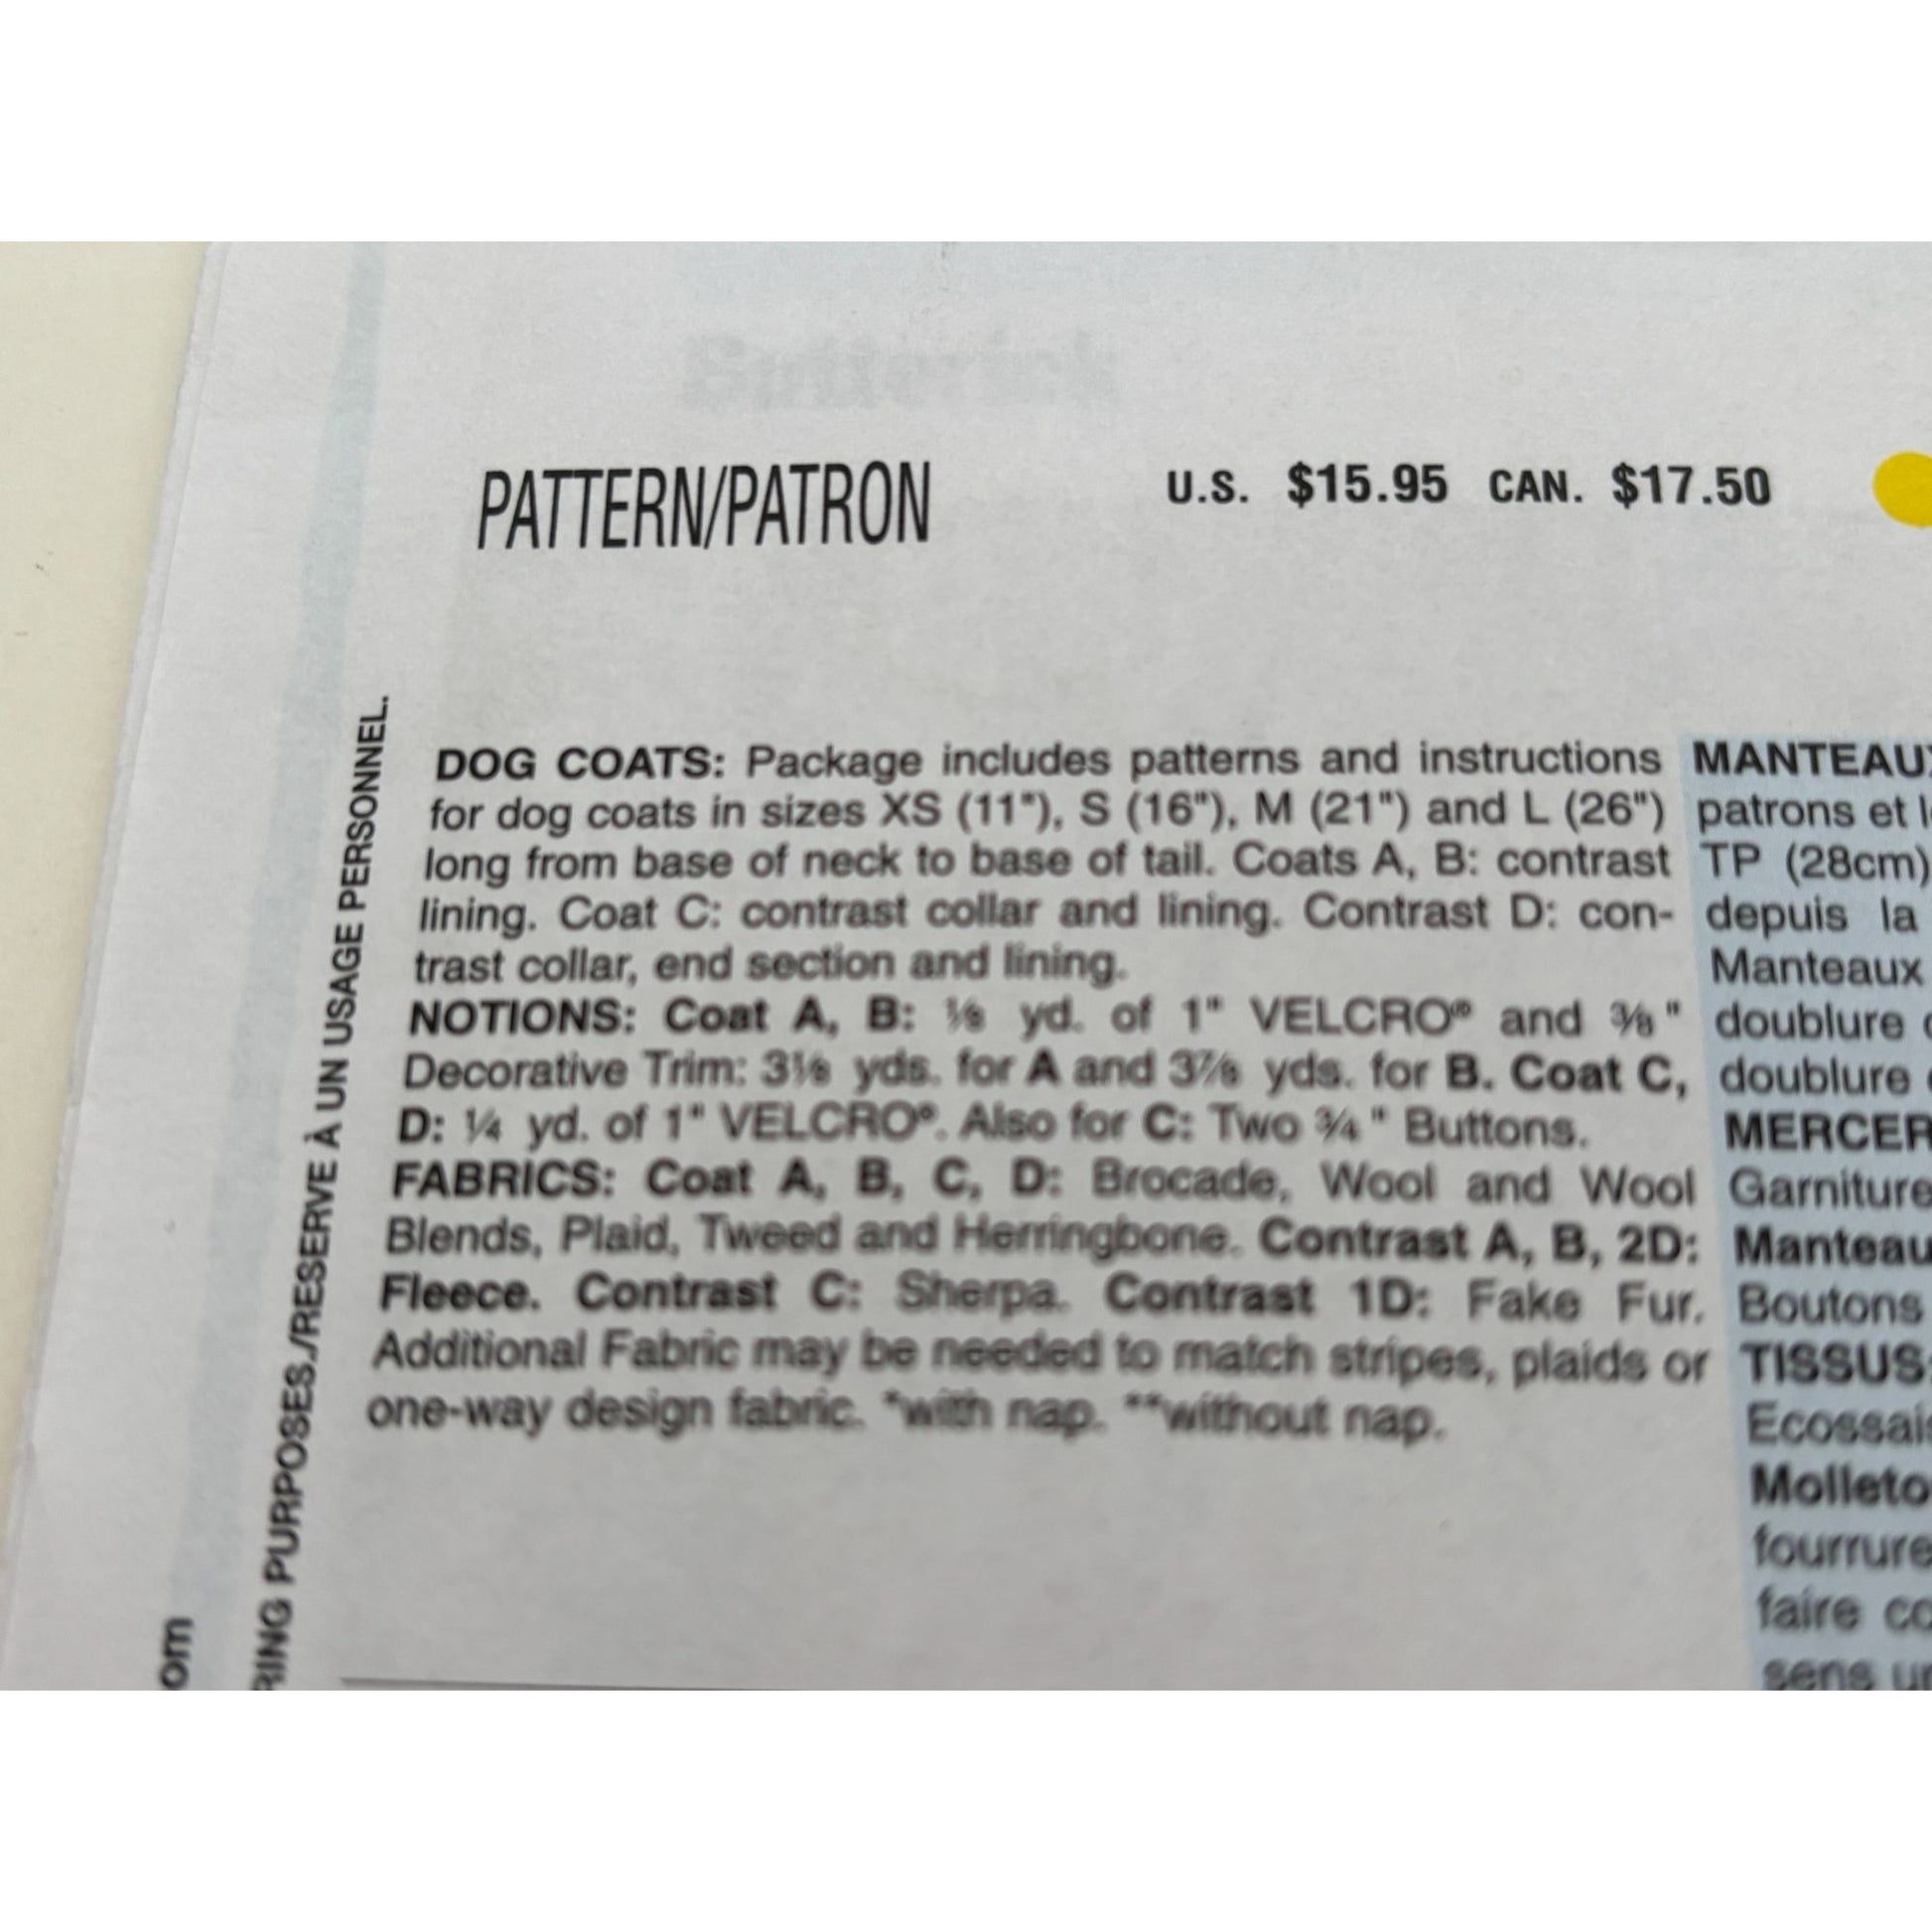 Butterick
PATTERN/PATRON
U.S. $15.95 CAN. $17.50
DOG COATS: Package includes patterns and instructions
for dog coats in sizes XS (11"), S (16"), M (21") and L (26")
long from base of neck to base of tail. Coats A, B: contrast
lining. Coat C: contrast collar and lining. Contrast D: con-
trast collar, end section and lining.
NOTIONS: Coat A, B: ⅛ yd. of 1" VELCRO® and ⅜"
Decorative Trim: 3⅛ yds. for A and 3⅞ yds. for B. Coat C,
D: ¼ yd. of 1" VELCRO®. Also for C: Two ¾" Buttons.
FABRICS: Coat A, B, C, D: Brocade, Wool and Wool
Blends, Plaid, Tweed and Herringbone. Contrast A, B, 2D:
Fleece. Contrast C: Sherpa. Contrast 1D: Fake Fur.
Additional Fabric may be needed to match stripes, plaids or
one-way design fabric. *with nap. **without nap.
MANTEAUX
patrons et l
TP (28cm)
depuis la
Manteaux
doublure
doublure
MERCER
Garniture
Manteau
Boutons
TISSUS:
Ecossais
Molleto
fourrure
faire co
sens un
RING PURPOSES./RESERVE À UN USAGE PERSONNEL.
om